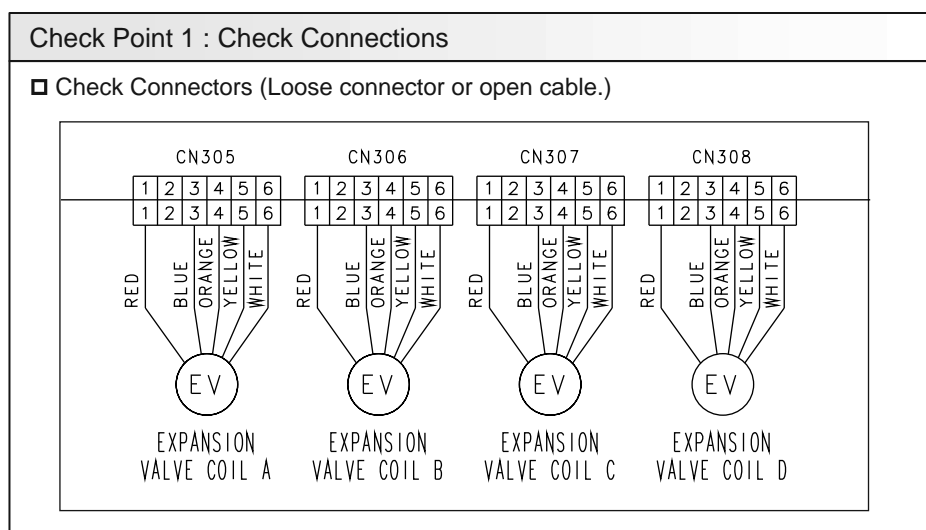 Check Point 1 : Check Connections
Check Connectors (Loose connector or open cable.)
CN305 CN306 CN307 CN308
1 2 3 4 5 6 1 2 3 4 5 6 1 2 3 4 5 6 1 2 3 4 5 6
1 2 3 4 5 6 1 2 3 4 5 6 1 2 3 4 5 6 1 2 3 4 5 6
RED BLUE ORANGE YELLOW WHITE RED BLUE ORANGE YELLOW WHITE RED BLUE ORANGE YELLOW WHITE RED BLUE ORANGE YELLOW WHITE
EV EV EV EV
EXPANSION EXPANSION EXPANSION EXPANSION
VALVE COIL A VALVE COIL B VALVE COIL C VALVE COIL D